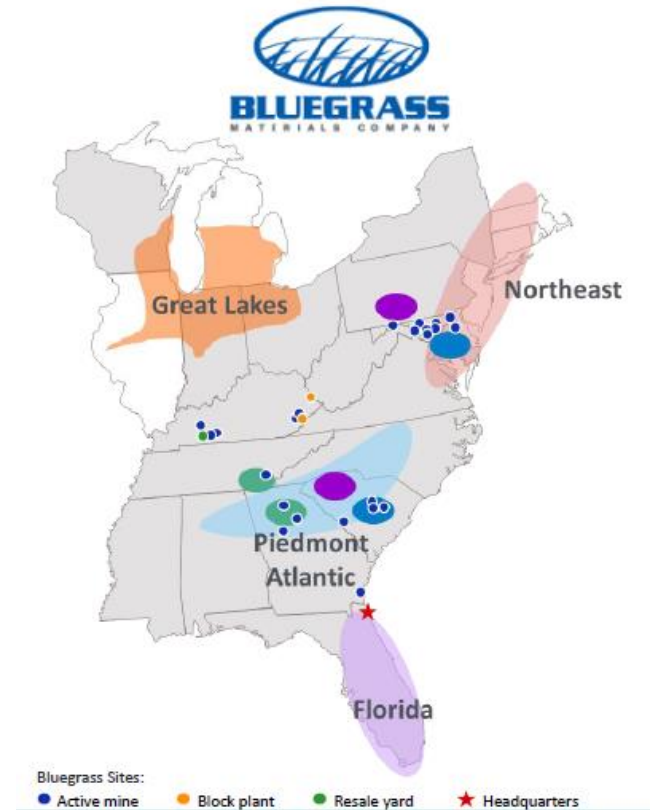 BLUEGRASS
MATERIALS COMPANY
Great Lakes
Northeast
Piedmont
Atlantic
Florida
Bluegrass Sites:
Active mine Block plant Resale yard Headquarters